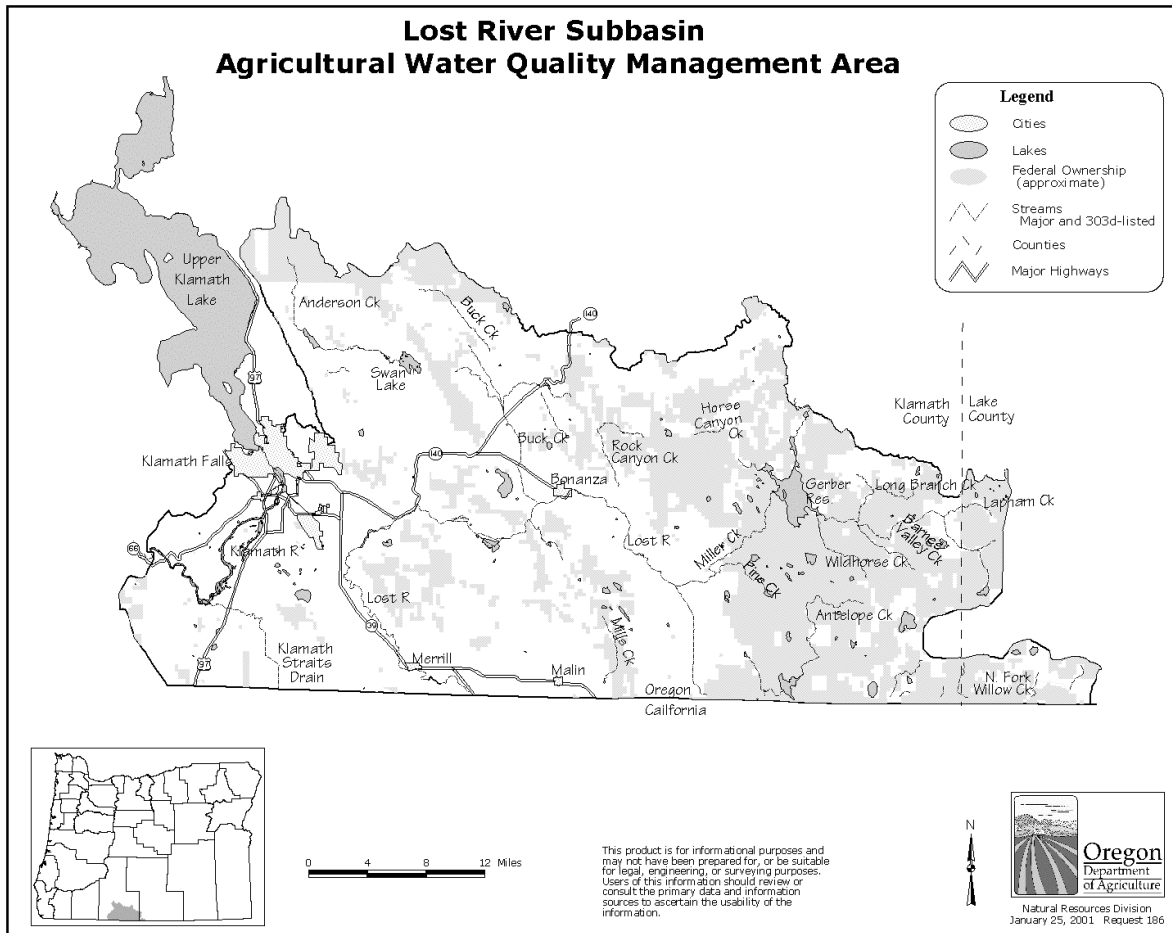 Lost River Subbasin
Agricultural Water Quality Management Area
Legend
Cities
Lakes
Federal Ownership
(approximate)
Streams
Major and 303d-listed
Counties
Major Highways
Upper
Klamath
Lake
Anderson Ck
Buck Ck
140
97
Swan
Lake
Klamath
County
Lake
County
Horse
Canyon
Ck
Buck Ck
Rock
Canyon Ck
Klamath Falls
140
Bonanza
Gerber
Res
Long Branch Ck
Lapham Ck
Barnes
Valley Ck
66
Klamath R
Lost R
Miller Ck
Pine Ck
Wildhorse Ck
Lost R
Antelope Ck
39
Mills Ck
Klamath
Straits
Drain
97
Merrill
Malin
Oregon
Cailfornia
N. Fork
Willow Ck
0 4 8 12 Miles
This product is for informational purposes and
may not have been prepared for, or be suitable
for legal, engineering, or surveying purposes.
Users of this information should review or
consult the primary data and information
sources to ascertain the usability of the
information.
N
Oregon
Department
of Agriculture
Natural Resources Division
January 25, 2001 Request 186